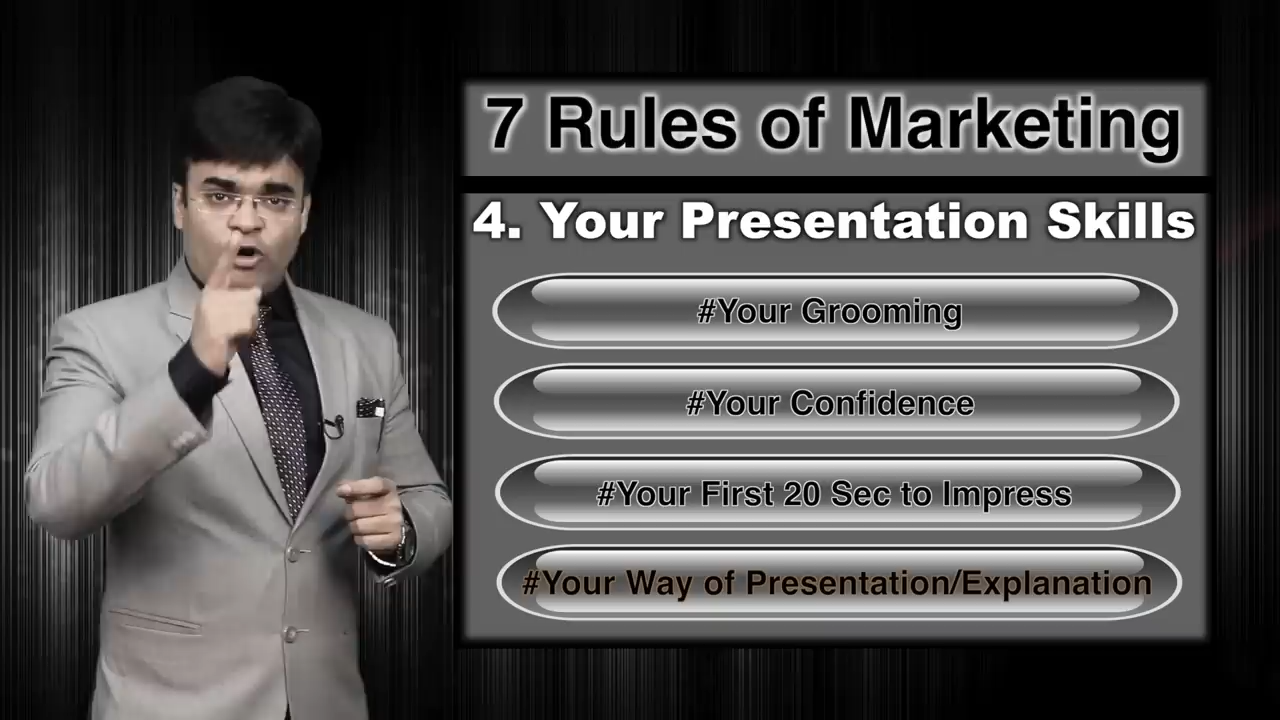 7 Rules of Marketing
4. Your Presentation Skills
#Your Grooming
#Your Confidence
#Your First 20 Sec to Impress
#Your Way of Presentation/Explanation